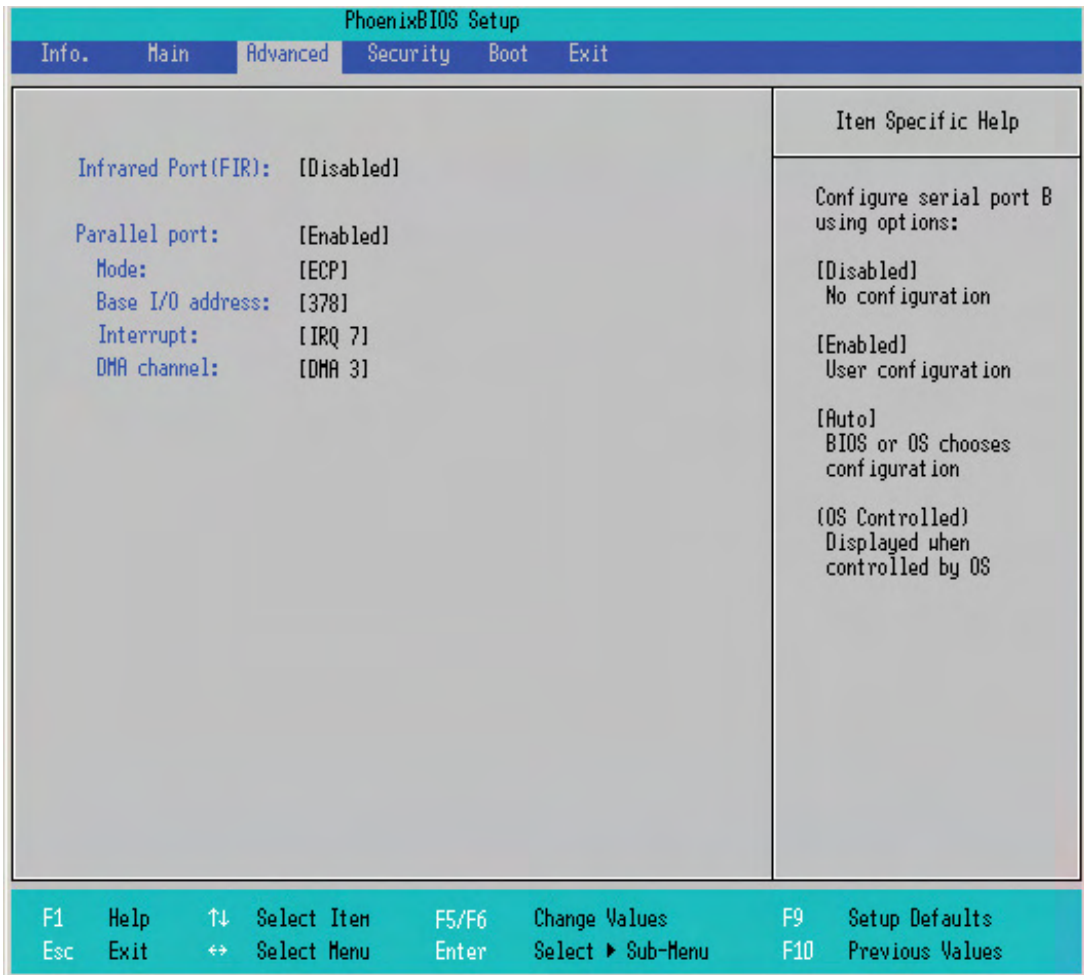 PhoenixBIOS Setup
Info. Main Advanced Security Boot Exit
Infrared Port(FIR): [Disabled]
Parallel port: [Enabled]
Mode: [ECP]
Base I/O address: [378]
Interrupt: [IRQ 7]
DMA channel: [DMA 3]
Item Specific Help
Configure serial port B
using options:
[Disabled]
No configuration
[Enabled]
User configuration
[Auto]
BIOS or OS chooses
configuration
(OS Controlled)
Displayed when
controlled by OS
F1 Help ↑↓ Select Item F5/F6 Change Values F9 Setup Defaults
Esc Exit ↔ Select Menu Enter Select ▶ Sub-Menu F10 Previous Values